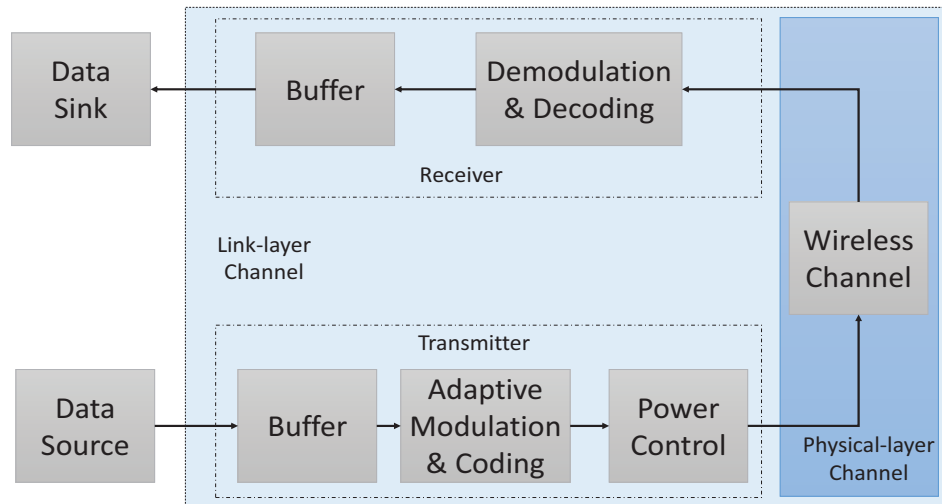 Data
Sink
Buffer
Demodulation
& Decoding
Receiver
Link-layer
Channel
Wireless
Channel
Transmitter
Data
Source
Buffer
Adaptive
Modulation
& Coding
Power
Control
Physical-layer
Channel